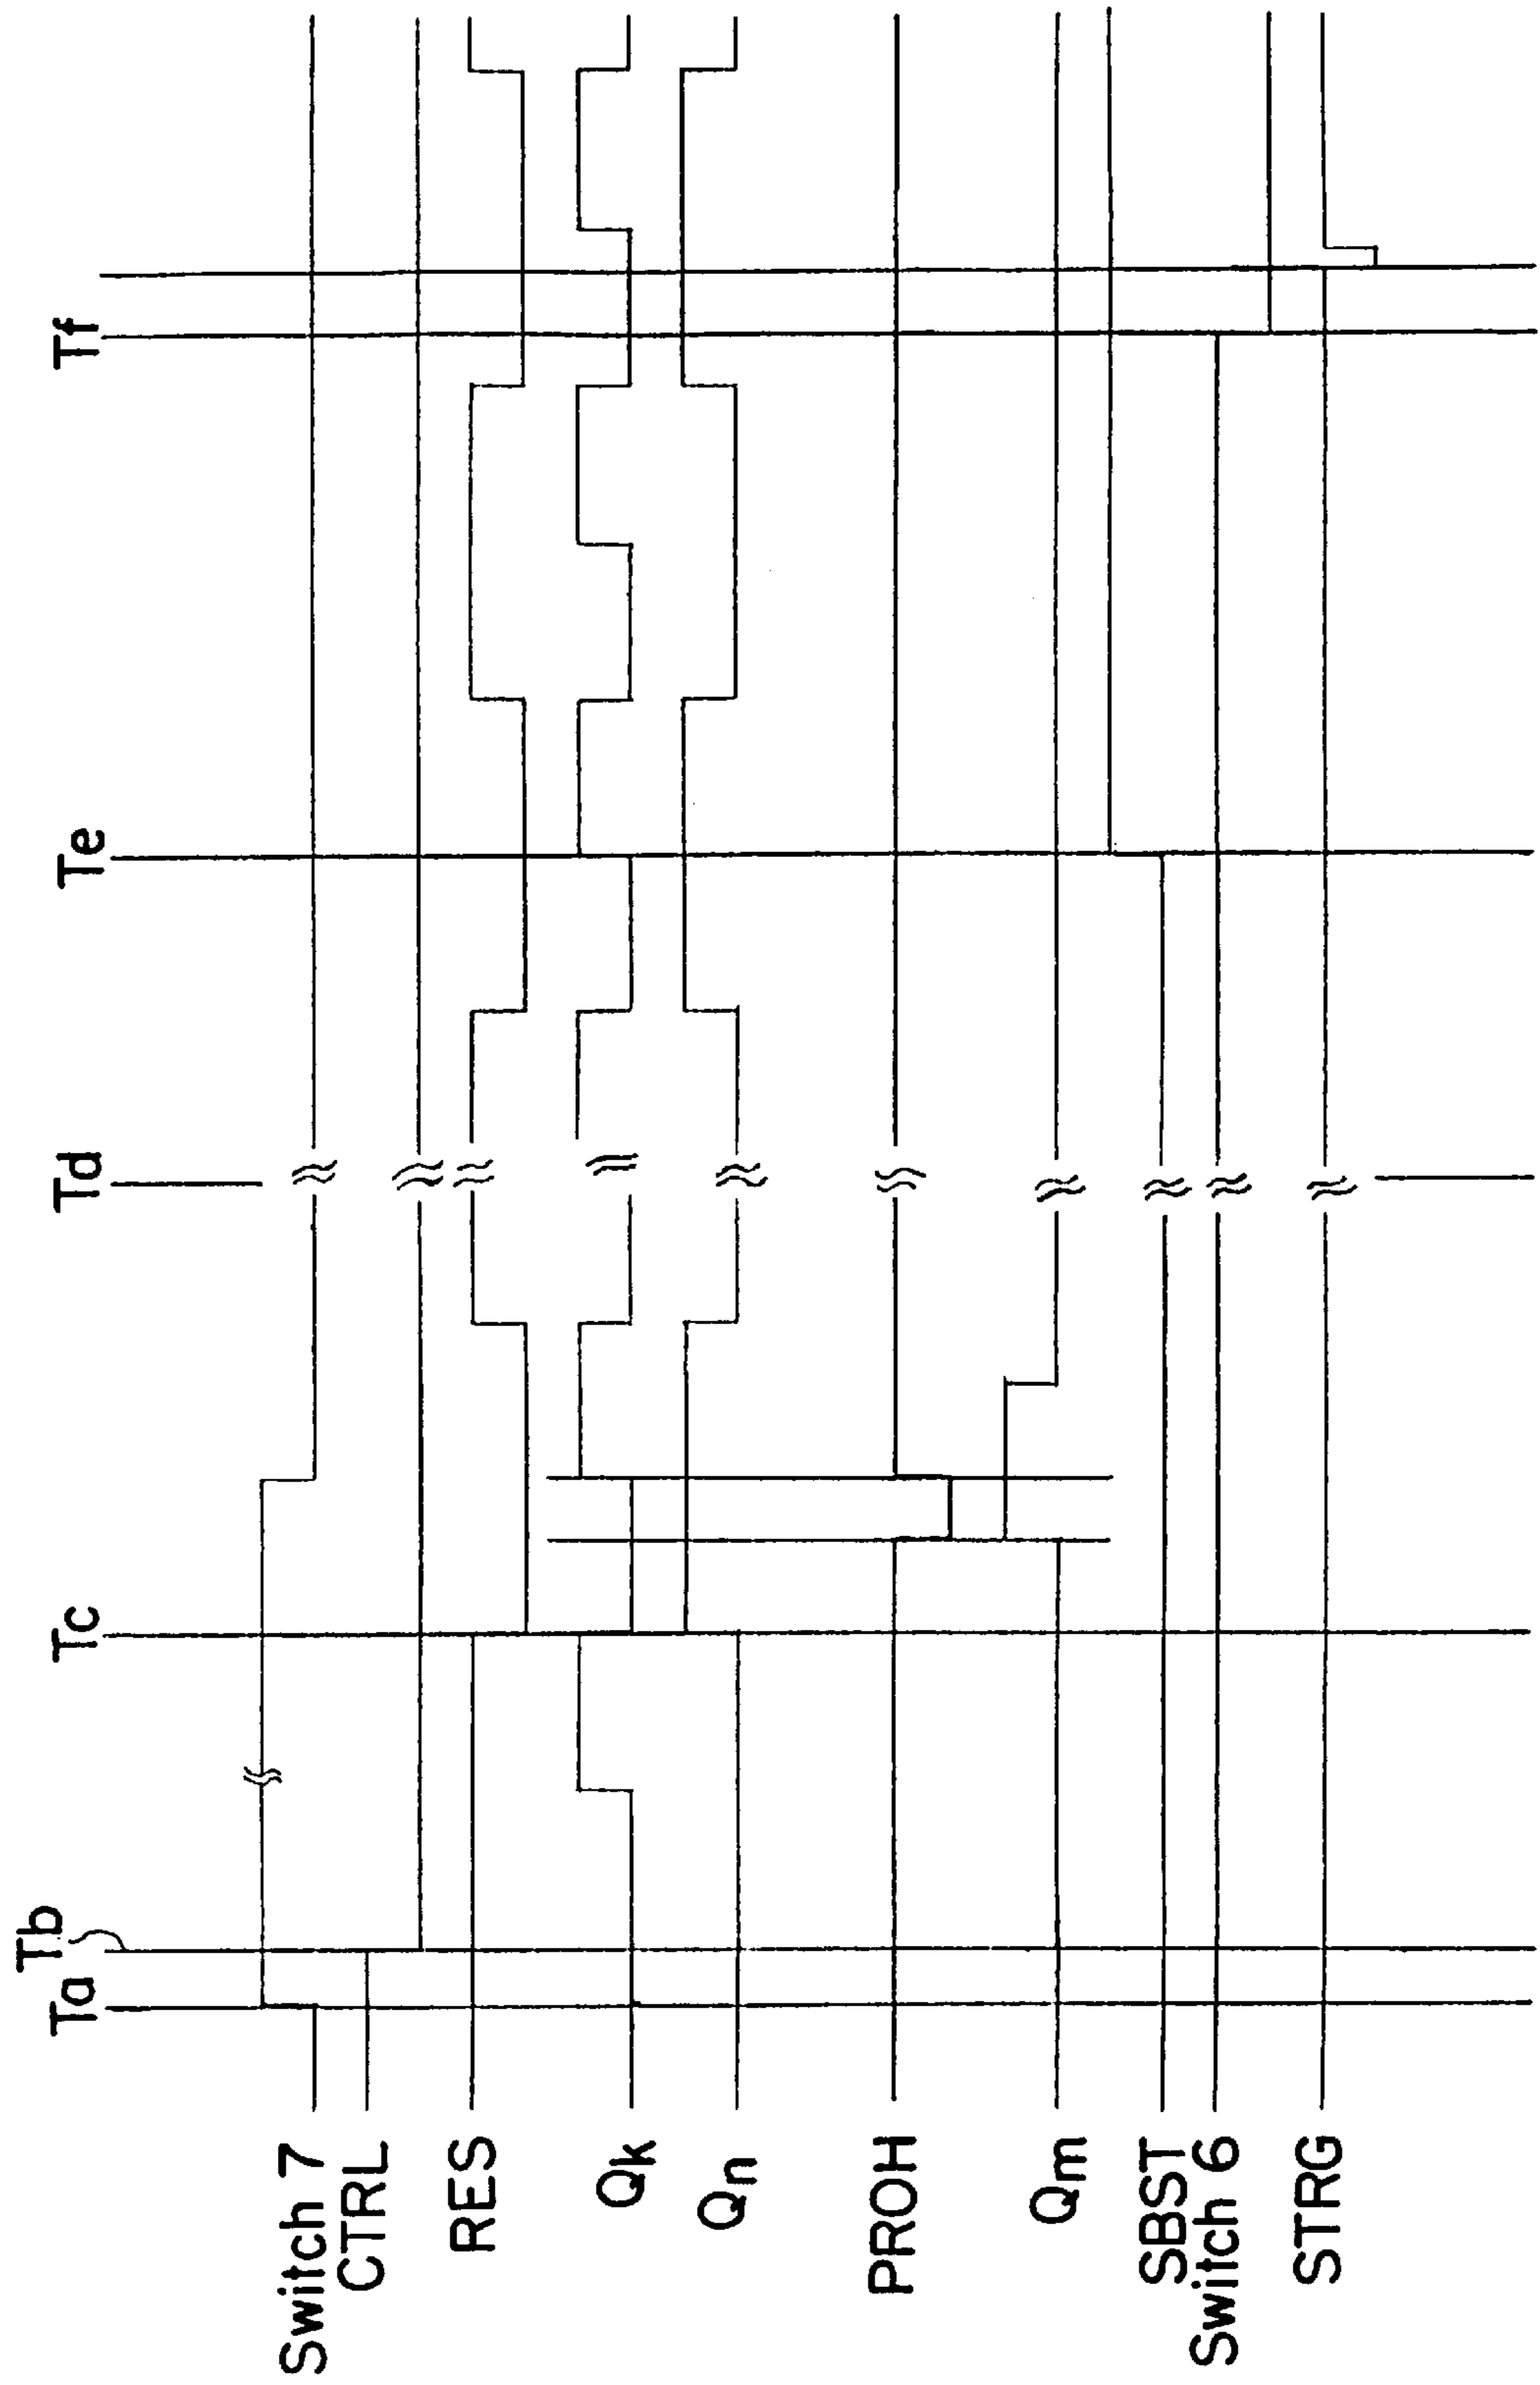 Ta
Tb
Tc
Td
Te
Tf
Switch 7
CTRL
RES
Qk
Qn
PROH
Qm
SBST
Switch 6
STRG